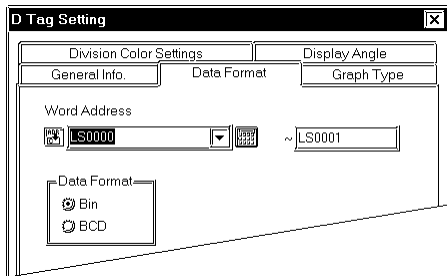 D Tag Setting
Division Color Settings
Display Angle
General Info.
Data Format
Graph Type
Word Address
LS0000
~ LS0001
Data Format
Bin
BCD